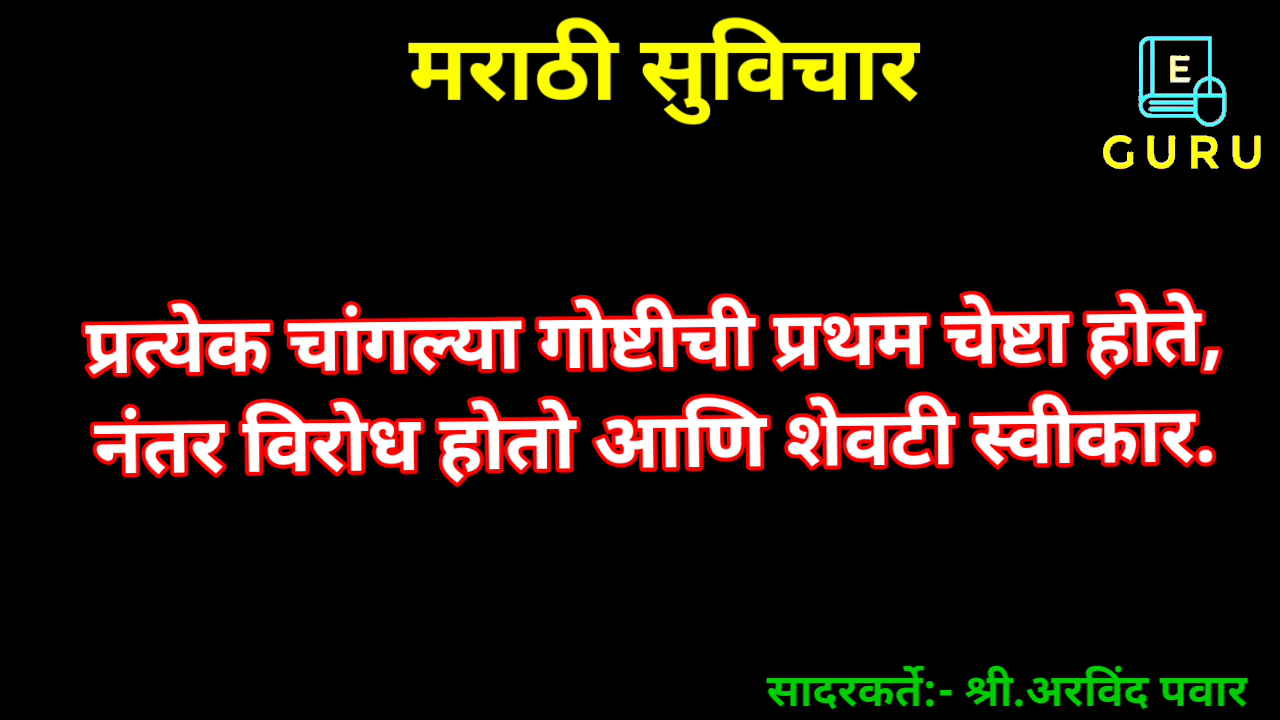 मराठी सुविचार
E
GURU
प्रत्येक चांगल्या गोष्टीची प्रथम चेष्टा होते,
नंतर विरोध होतो आणि शेवटी स्वीकार.
सादरकर्ते:- श्री.अरविंद पवार